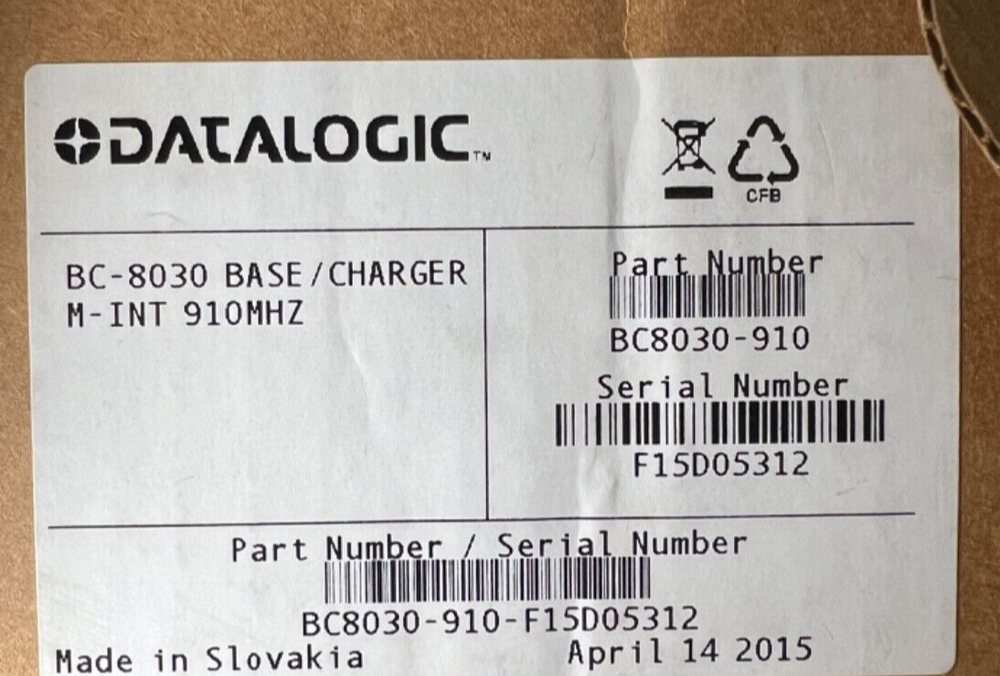 DATALOGIC™
CFB
BC-8030 BASE/CHARGER
M-INT 910MHZ
Part Number
BC8030-910
Serial Number
F15D05312
Part Number / Serial Number
BC8030-910-F15D05312
Made in Slovakia
April 14 2015